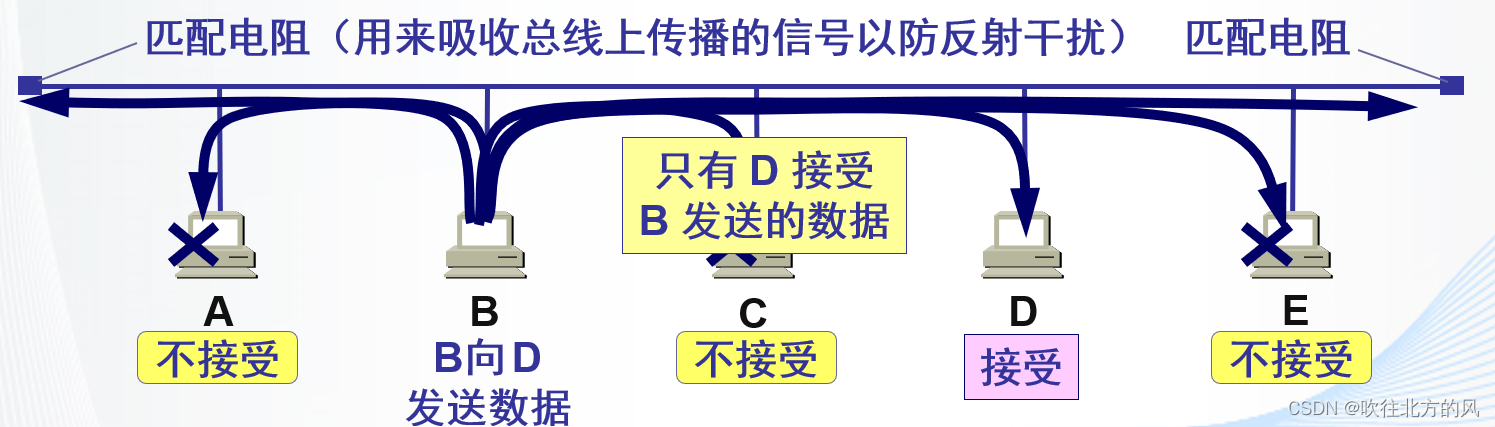 匹配电阻（用来吸收总线上传播的信号以防反射干扰） 匹配电阻
只有 D 接受
B 发送的数据
A B C D E
不接受 B向D 不接受 接受 不接受
发送数据
CSDN @吹往北方的风